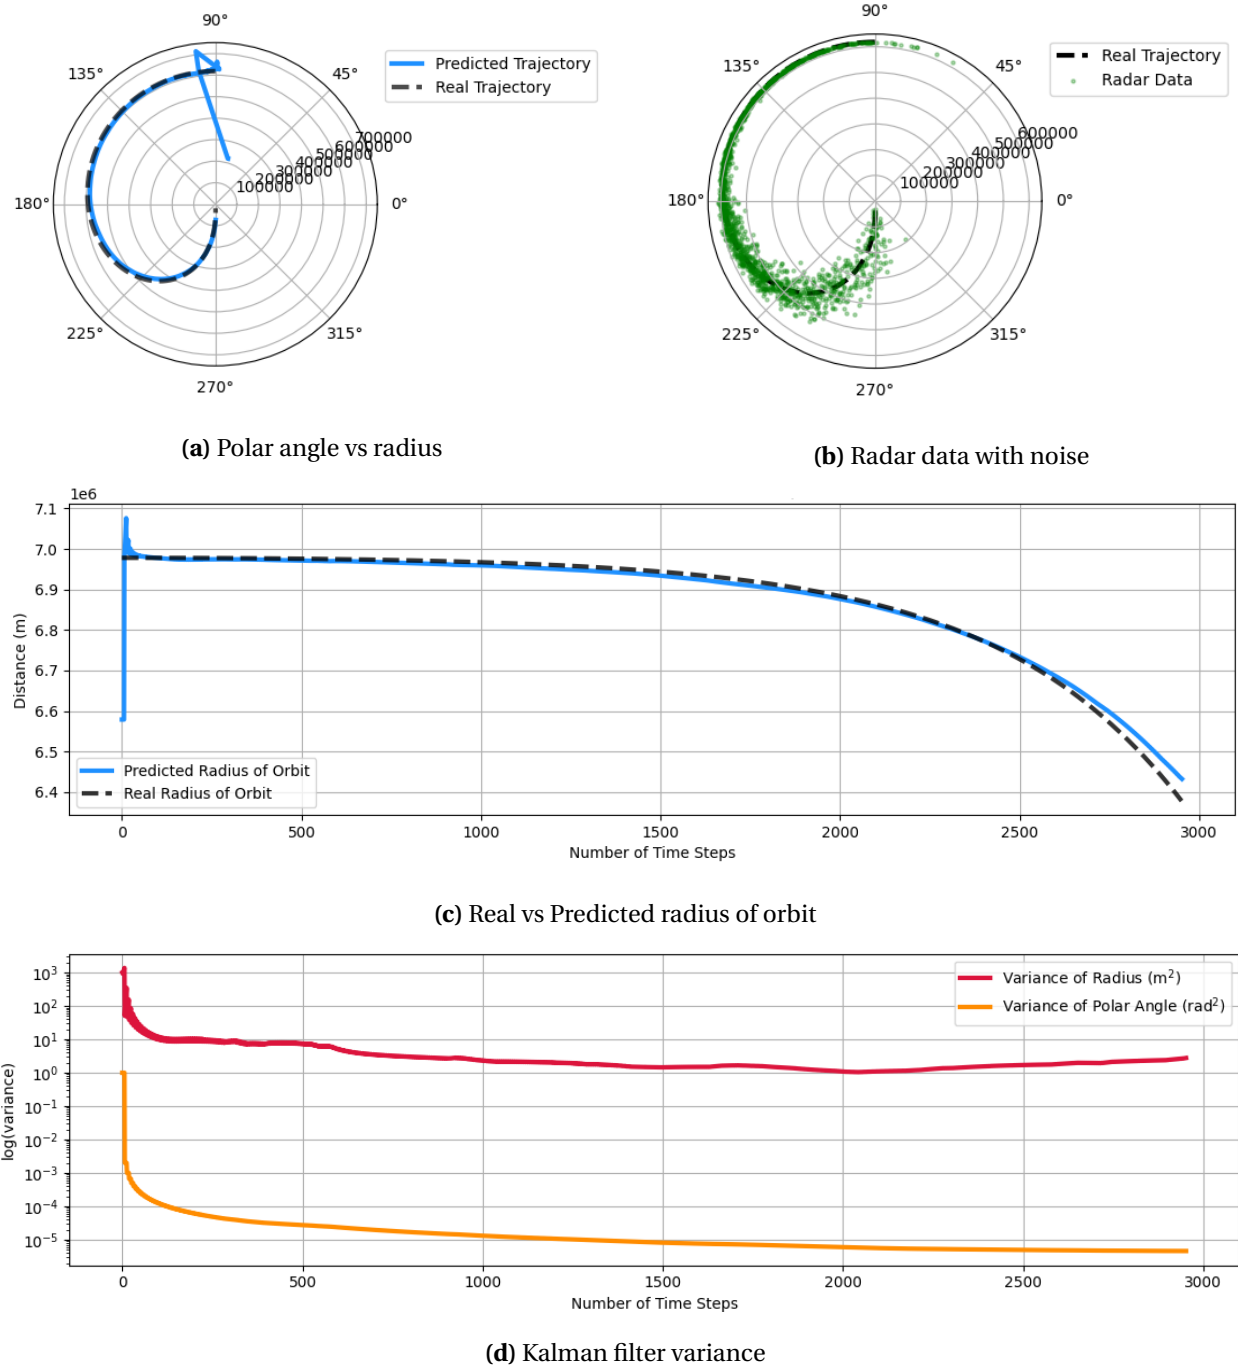 90°
135°
45°
180°
0°
225°
315°
270°
100000
200000
300000
400000
500000
600000
700000
Predicted Trajectory
Real Trajectory
(a) Polar angle vs radius
90°
135°
45°
180°
0°
225°
315°
270°
100000
200000
300000
400000
500000
600000
Real Trajectory
Radar Data
(b) Radar data with noise
1e6
7.1
7.0
6.9
6.8
6.7
6.6
6.5
6.4
Distance (m)
Predicted Radius of Orbit
Real Radius of Orbit
0 500 1000 1500 2000 2500 3000
Number of Time Steps
(c) Real vs Predicted radius of orbit
10³
10²
10¹
10⁰
10⁻¹
10⁻²
10⁻³
10⁻⁴
10⁻⁵
log(variance)
Variance of Radius (m²)
Variance of Polar Angle (rad²)
0 500 1000 1500 2000 2500 3000
Number of Time Steps
(d) Kalman filter variance